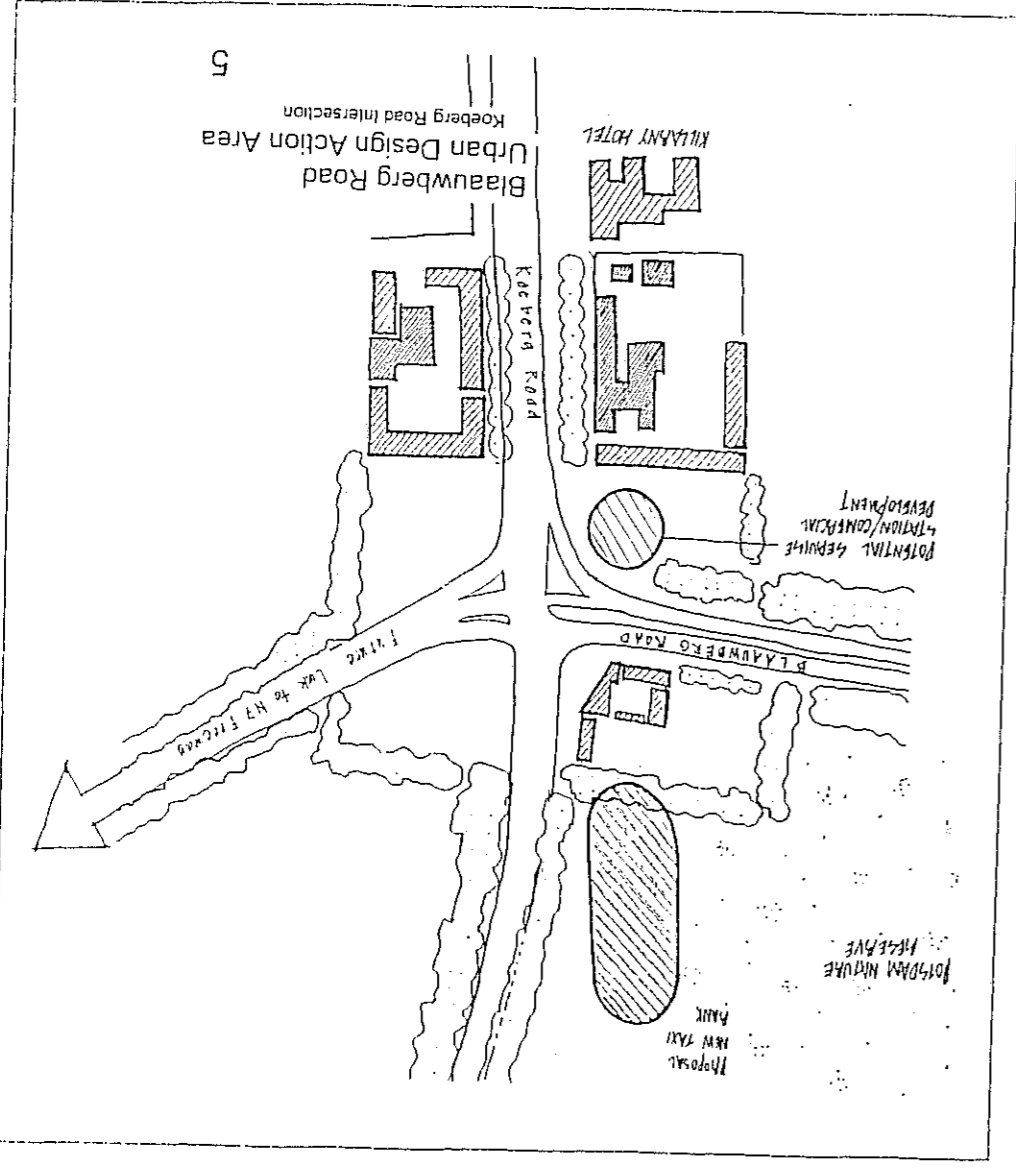 PROPOSAL
NEW TAXI
RANK
POTSDAM NATURE
RESERVE
Future Link to N7 Freeway
BLAAUWBERG ROAD
POTENTIAL SERVICE
STATION/COMERCIAL
DEVELOPMENT
Koeberg Road
KILLARNY HOTEL
Blaauwberg Road
Urban Design Action Area
Koeberg Road Intersection
5